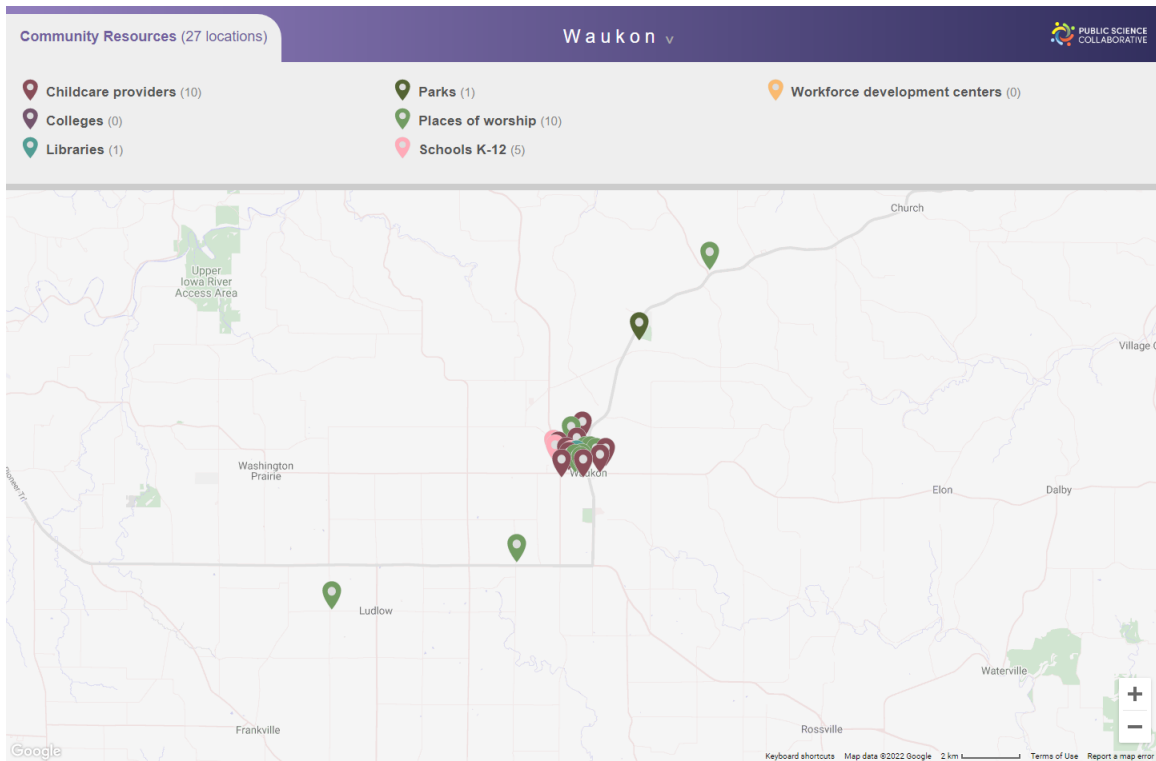 Community Resources (27 locations)
Waukon v
PUBLIC SCIENCE
COLLABORATIVE
Childcare providers (10)
Colleges (0)
Libraries (1)
Parks (1)
Places of worship (10)
Schools K-12 (5)
Workforce development centers (0)
Church
Upper
Iowa River
Access Area
Village C
Washington
Prairie
Waukon
Elon
Dalby
Pioneer Tr
Ludlow
Waterville
Frankville
Rossville
+
−
Google
Keyboard shortcuts
Map data ©2022 Google
2 km
Terms of Use
Report a map error